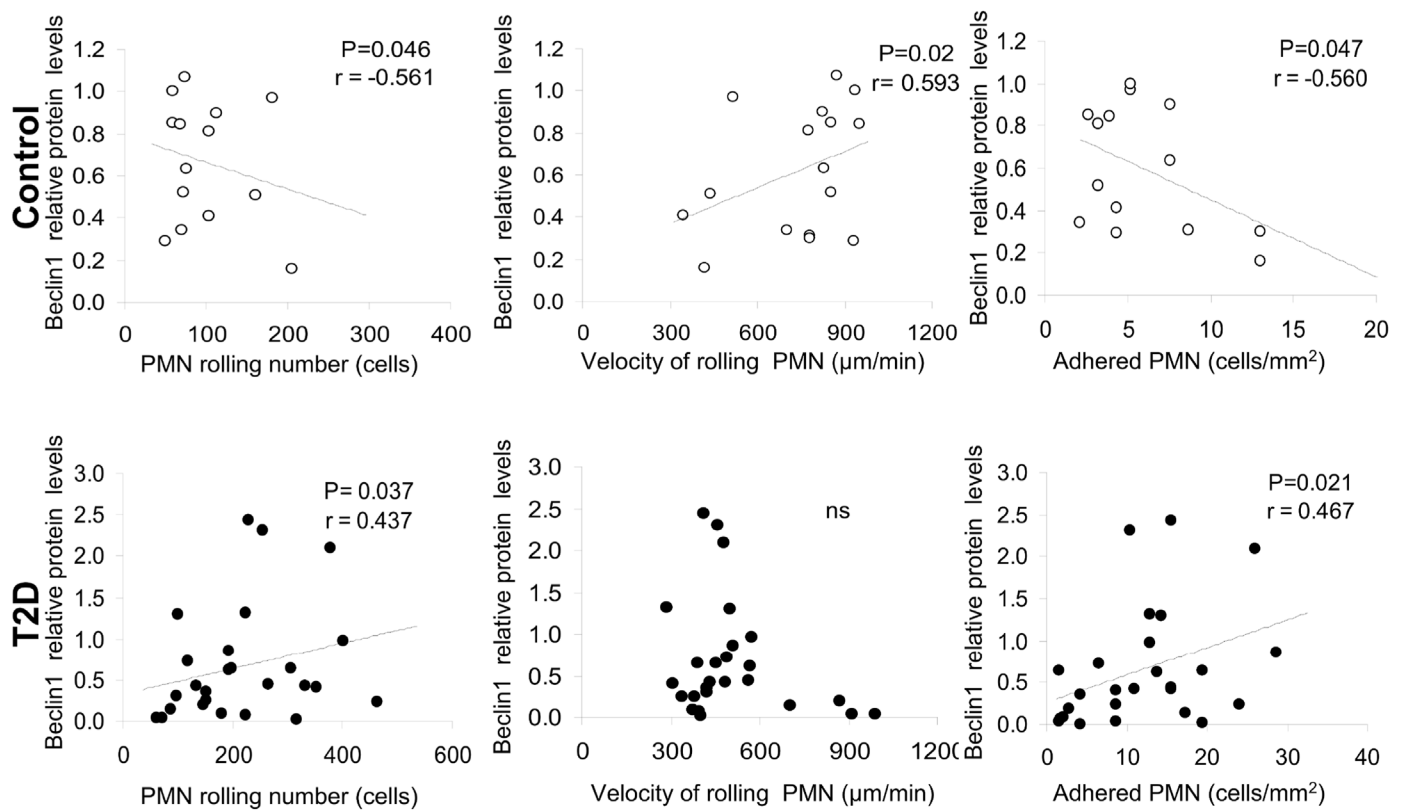 Control
Beclin1 relative protein levels
1.2
1.0
0.8
0.6
0.4
0.2
0.0
P=0.046
r = -0.561
0 100 200 300 400
PMN rolling number (cells)
Beclin1 relative protein levels
1.2
1.0
0.8
0.6
0.4
0.2
0.0
P=0.02
r= 0.593
0 300 600 900 1200
Velocity of rolling PMN (µm/min)
Beclin1 relative protein levels
1.2
1.0
0.8
0.6
0.4
0.2
0.0
P=0.047
r = -0.560
0 5 10 15 20
Adhered PMN (cells/mm²)
T2D
Beclin1 relative protein levels
3.0
2.5
2.0
1.5
1.0
0.5
0.0
P= 0.037
r = 0.437
0 200 400 600
PMN rolling number (cells)
Beclin1 relative protein levels
3.0
2.5
2.0
1.5
1.0
0.5
0.0
ns
300 600 900 120(
Velocity of rolling PMN (µm/min)
Beclin1 relative protein levels
3.0
2.5
2.0
1.5
1.0
0.5
0.0
P=0.021
r = 0.467
0 10 20 30 40
Adhered PMN (cells/mm²)